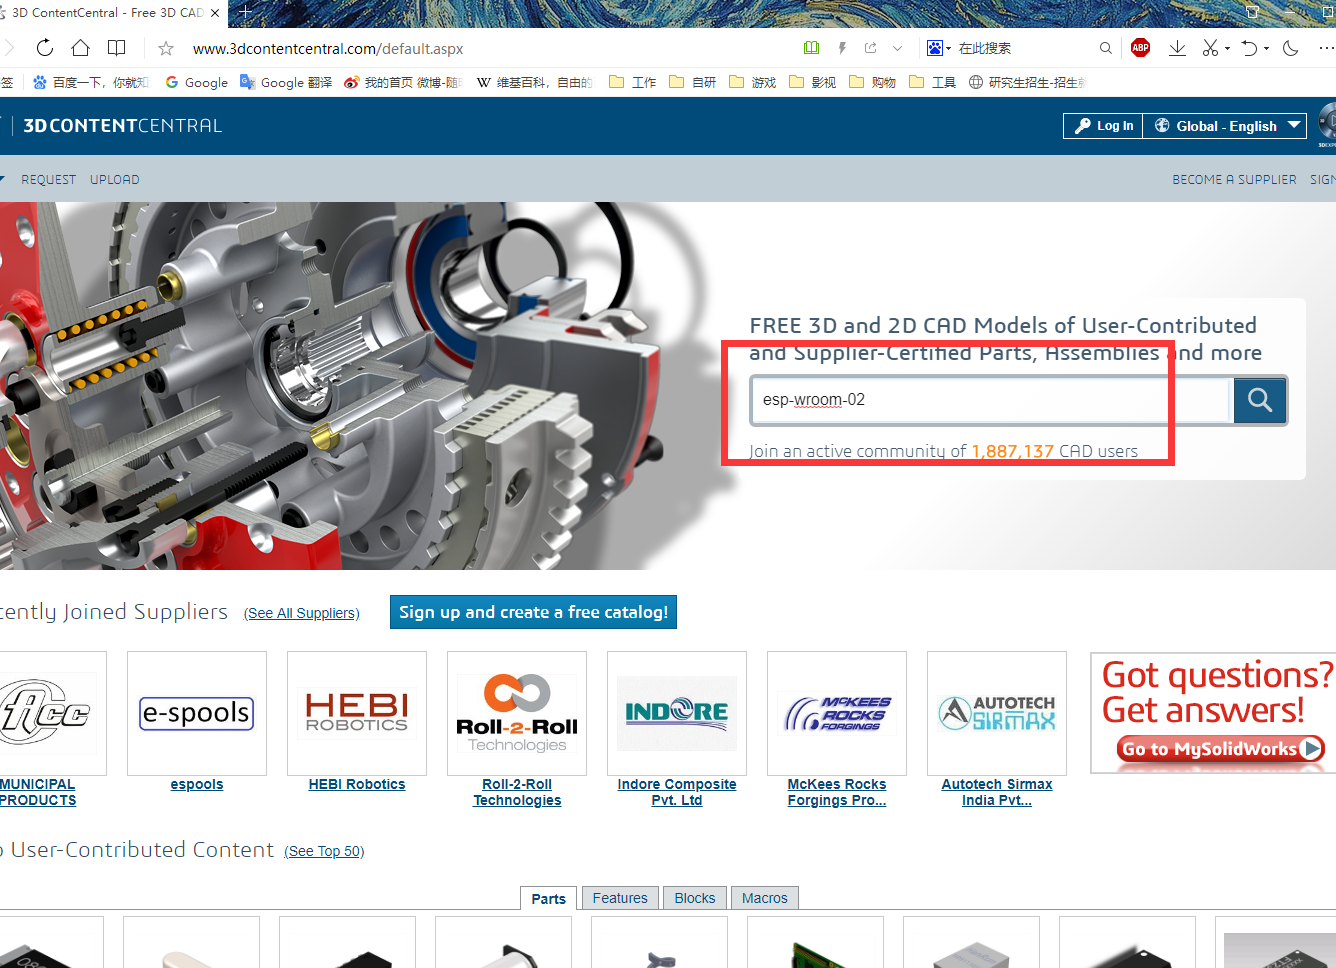 3D ContentCentral - Free 3D CAD
www.3dcontentcentral.com/default.aspx
在此搜索
ABP
签
百度一下，你就知
Google
Google 翻译
我的首页 微博-随
W 维基百科，自由的
工作
自研
游戏
影视
购物
工具
研究生招生-招生
3DCONTENTCENTRAL
Log In
Global - English
REQUEST
UPLOAD
BECOME A SUPPLIER
SIGN
FREE 3D and 2D CAD Models of User-Contributed
and Supplier-Certified Parts, Assemblies and more
esp-wroom-02
Join an active community of 1,887,137 CAD users
cently Joined Suppliers
(See All Suppliers)
Sign up and create a free catalog!
Acc
e-spools
HEBI
ROBOTICS
Roll-2-Roll
Technologies
INDORE
McKEES
ROCKS
FORGINGS
AUTOTECH
SIRMAX
Got questions?
Get answers!
Go to MySolidWorks
MUNICIPAL
PRODUCTS
espools
HEBI Robotics
Roll-2-Roll
Technologies
Indore Composite
Pvt. Ltd
McKees Rocks
Forgings Pro...
Autotech Sirmax
India Pvt...
User-Contributed Content
(See Top 50)
Parts
Features
Blocks
Macros